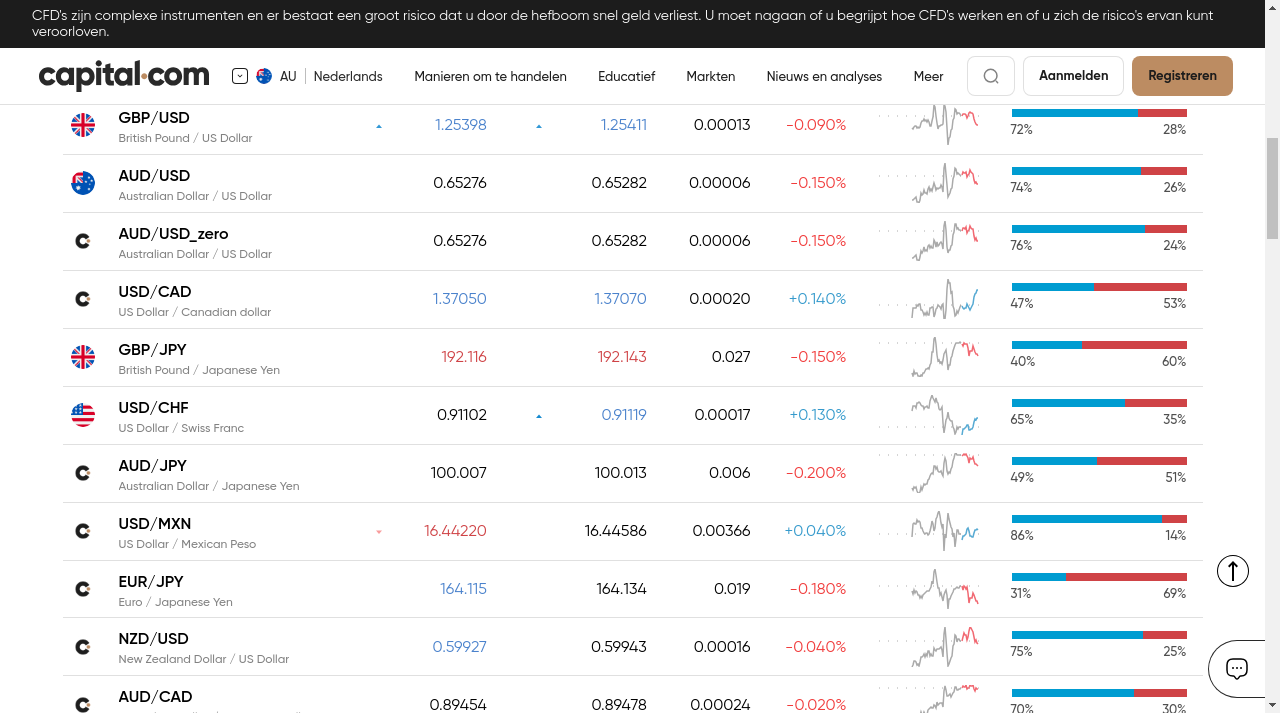 CFD's zijn complexe instrumenten en er bestaat een groot risico dat u door de hefboom snel geld verliest. U moet nagaan of u begrijpt hoe CFD's werken en of u zich de risico's ervan kunt
veroorloven.
capital.com AU Nederlands Manieren om te handelen Educatief Markten Nieuws en analyses Meer Aanmelden Registreren
GBP/USD 1.25398 1.25411 0.00013 -0.090%
British Pound / US Dollar 72% 28%
AUD/USD 0.65276 0.65282 0.00006 -0.150%
Australian Dollar / US Dollar 74% 26%
AUD/USD_zero 0.65276 0.65282 0.00006 -0.150%
Australian Dollar / US Dollar 76% 24%
USD/CAD 1.37050 1.37070 0.00020 +0.140%
US Dollar / Canadian dollar 47% 53%
GBP/JPY 192.116 192.143 0.027 -0.150%
British Pound / Japanese Yen 40% 60%
USD/CHF 0.91102 0.91119 0.00017 +0.130%
US Dollar / Swiss Franc 65% 35%
AUD/JPY 100.007 100.013 0.006 -0.200%
Australian Dollar / Japanese Yen 49% 51%
USD/MXN 16.44220 16.44586 0.00366 +0.040%
US Dollar / Mexican Peso 86% 14%
EUR/JPY 164.115 164.134 0.019 -0.180%
Euro / Japanese Yen 31% 69%
NZD/USD 0.59927 0.59943 0.00016 -0.040%
New Zealand Dollar / US Dollar 75% 25%
AUD/CAD 0.89454 0.89478 0.00024 -0.020%
70% 30%